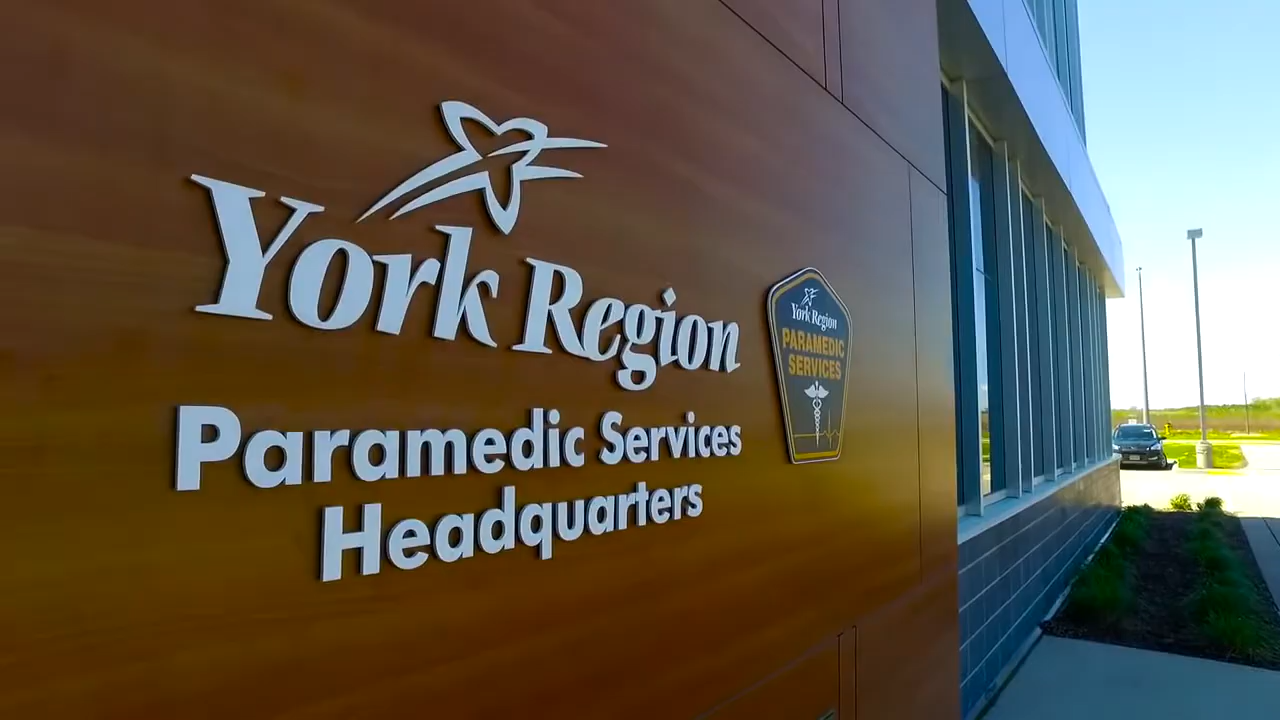 York Region
Paramedic Services
Headquarters
York Region
PARAMEDIC
SERVICES